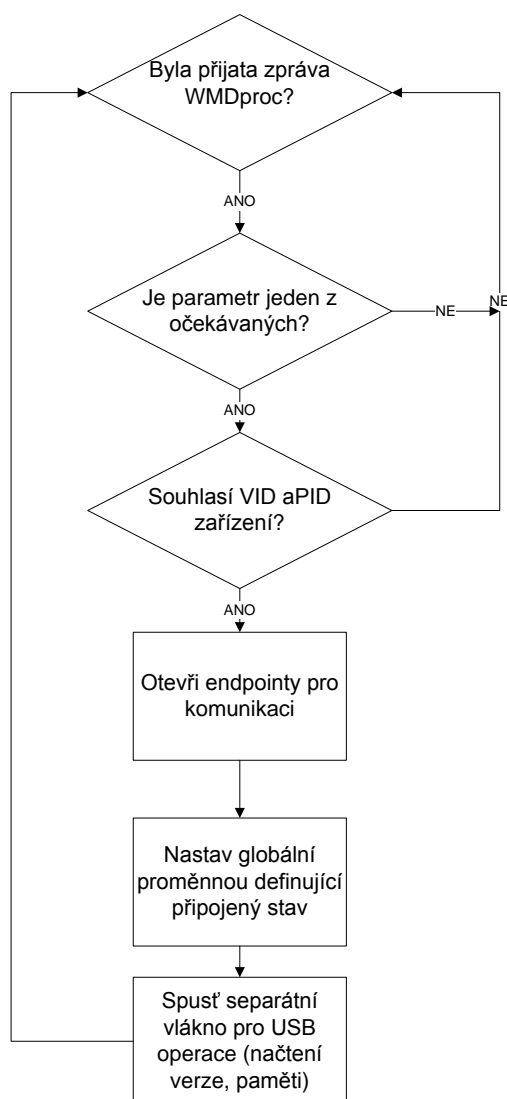 Byla přijata zpráva
WMDproc?
ANO
Je parametr jeden z
očekávaných?
NE
NE
ANO
Souhlasí VID aPID
zařízení?
ANO
Otevři endpointy pro
komunikaci
Nastav globální
proměnnou definující
připojený stav
Spusť separátní
vlákno pro USB
operace (načtení
verze, paměti)